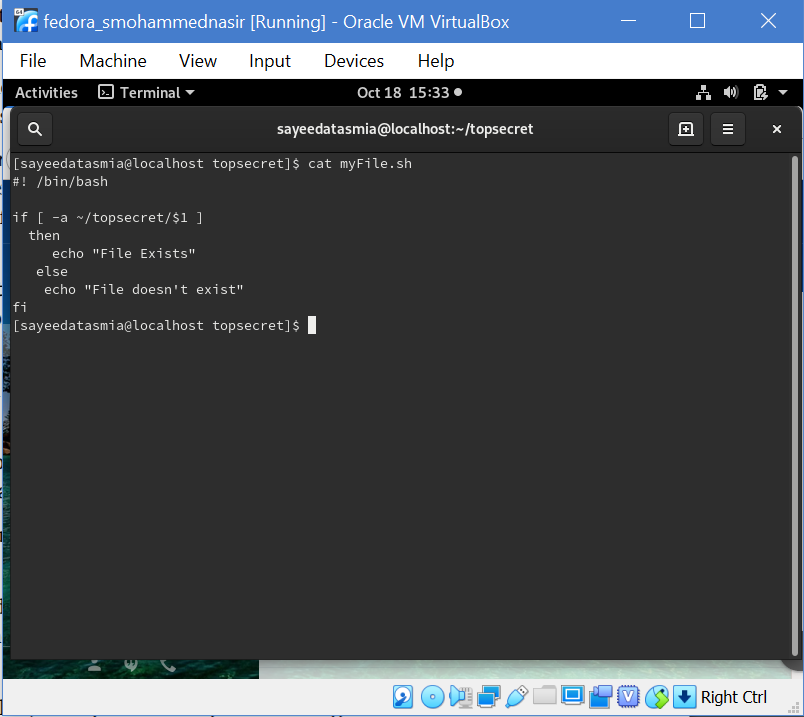 64
fedora_smohammednasir [Running] - Oracle VM VirtualBox
File Machine View Input Devices Help
Activities Terminal Oct 18 15:33
sayeedatasmia@localhost:~/topsecret
[sayeedatasmia@localhost topsecret]$ cat myFile.sh
#! /bin/bash
if [ -a ~/topsecret/$1 ]
then
echo "File Exists"
else
echo "File doesn't exist"
fi
[sayeedatasmia@localhost topsecret]$
Right Ctrl